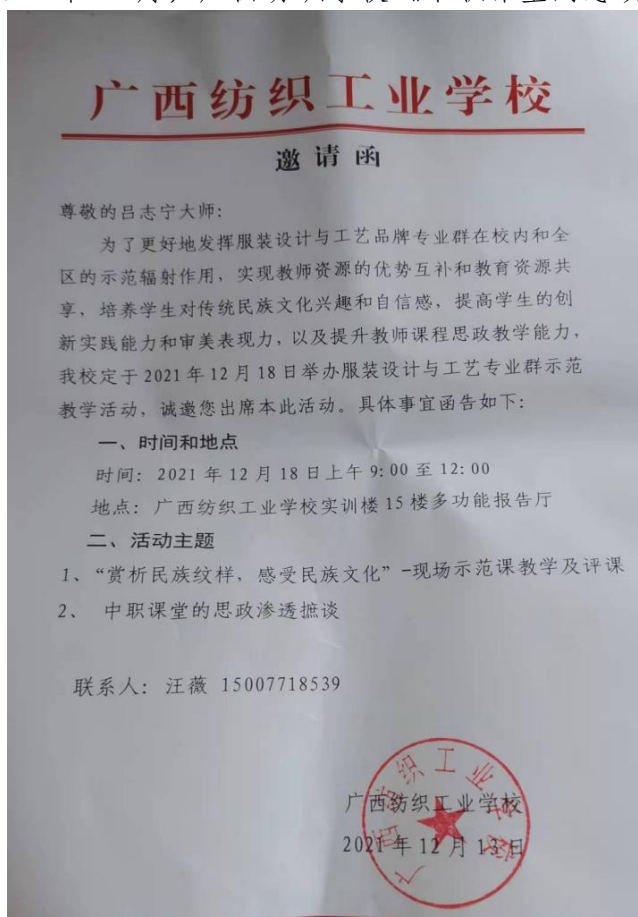 广西纺织工业学校
邀请函
尊敬的吕志宁大师：
为了更好地发挥服装设计与工艺品牌专业群在校内和全
区的示范辐射作用，实现教师资源的优势互补和教育资源共
享，培养学生对传统民族文化兴趣和自信感，提高学生的创
新实践能力和审美表现力，以及提升教师课程思政教学能力，
我校定于2021年12月18日举办服装设计与工艺专业群示范
教学活动，诚邀您出席本此活动。具体事宜函告如下：
一、时间和地点
时间：2021年12月18日上午9:00至12:00
地点：广西纺织工业学校实训楼15楼多功能报告厅
二、活动主题
1、“赏析民族纹样，感受民族文化”-现场示范课教学及评课
2、 中职课堂的思政渗透摭谈
联系人：汪薇 15007718539
广西纺织工业学校
广西纺织工业学校
2021年12月13日